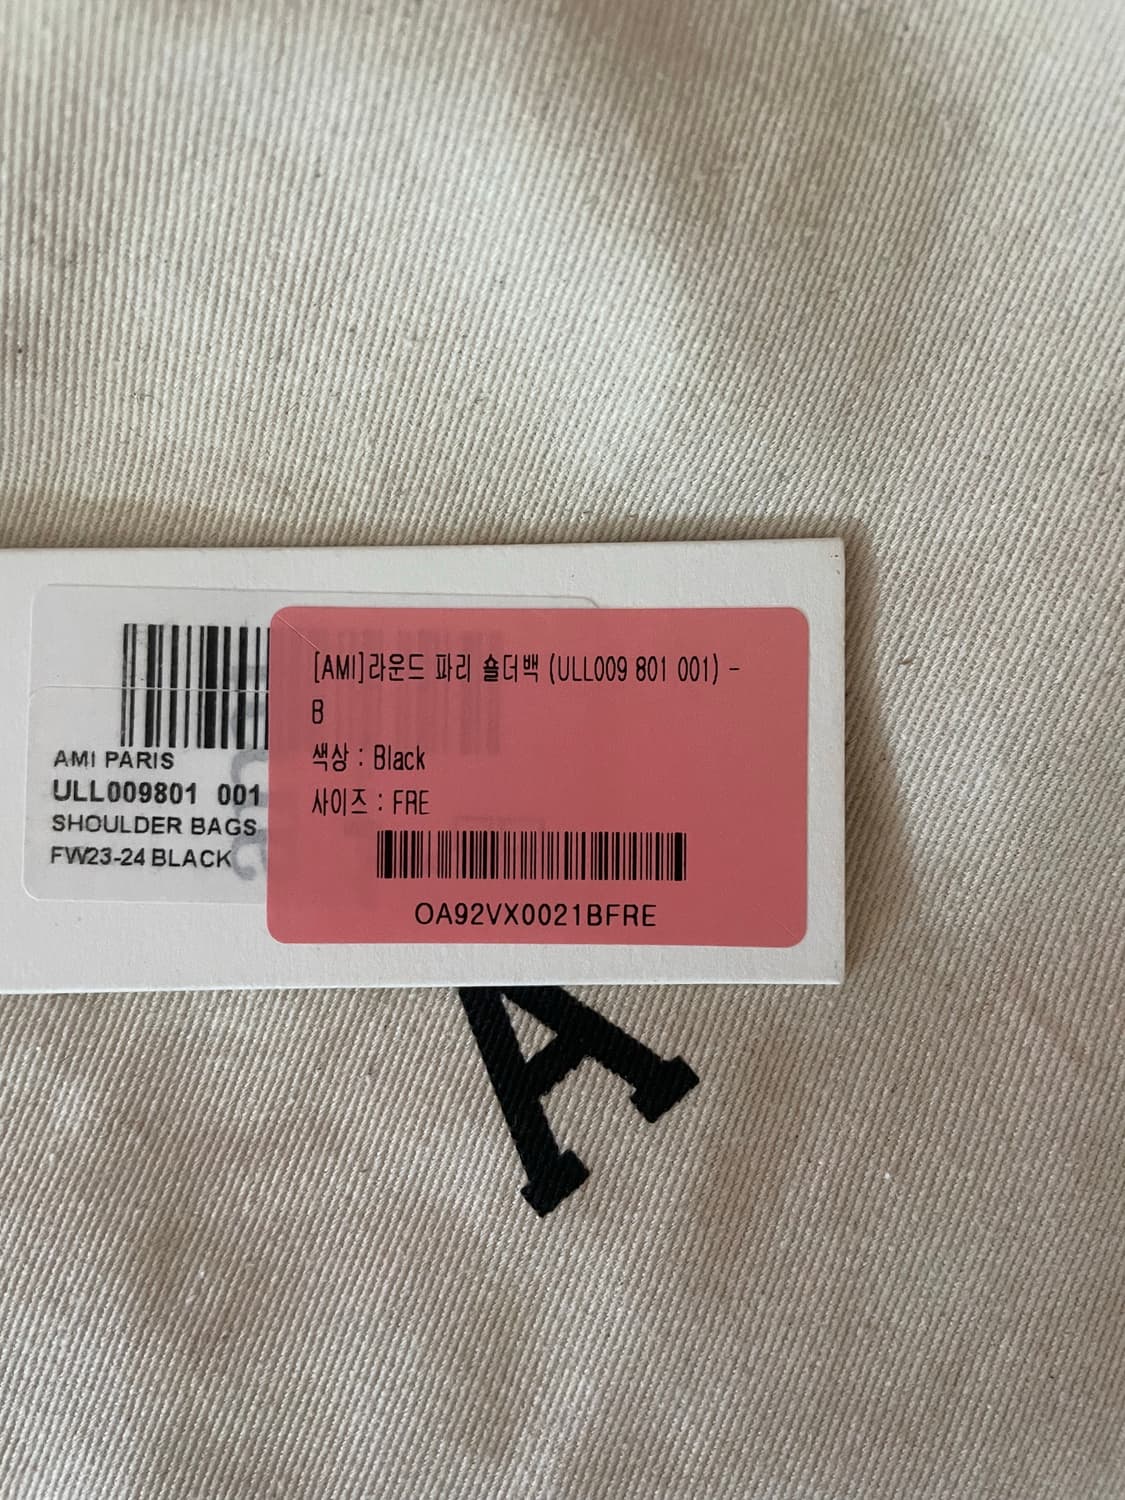 AMI PARIS
ULL009801 001
SHOULDER BAGS
FW23-24 BLACK
[AMI]라운드 파리 숄더백 (ULL009 801 001) -
B
색상 : Black
사이즈 : FRE
OA92VX0021BFRE
A